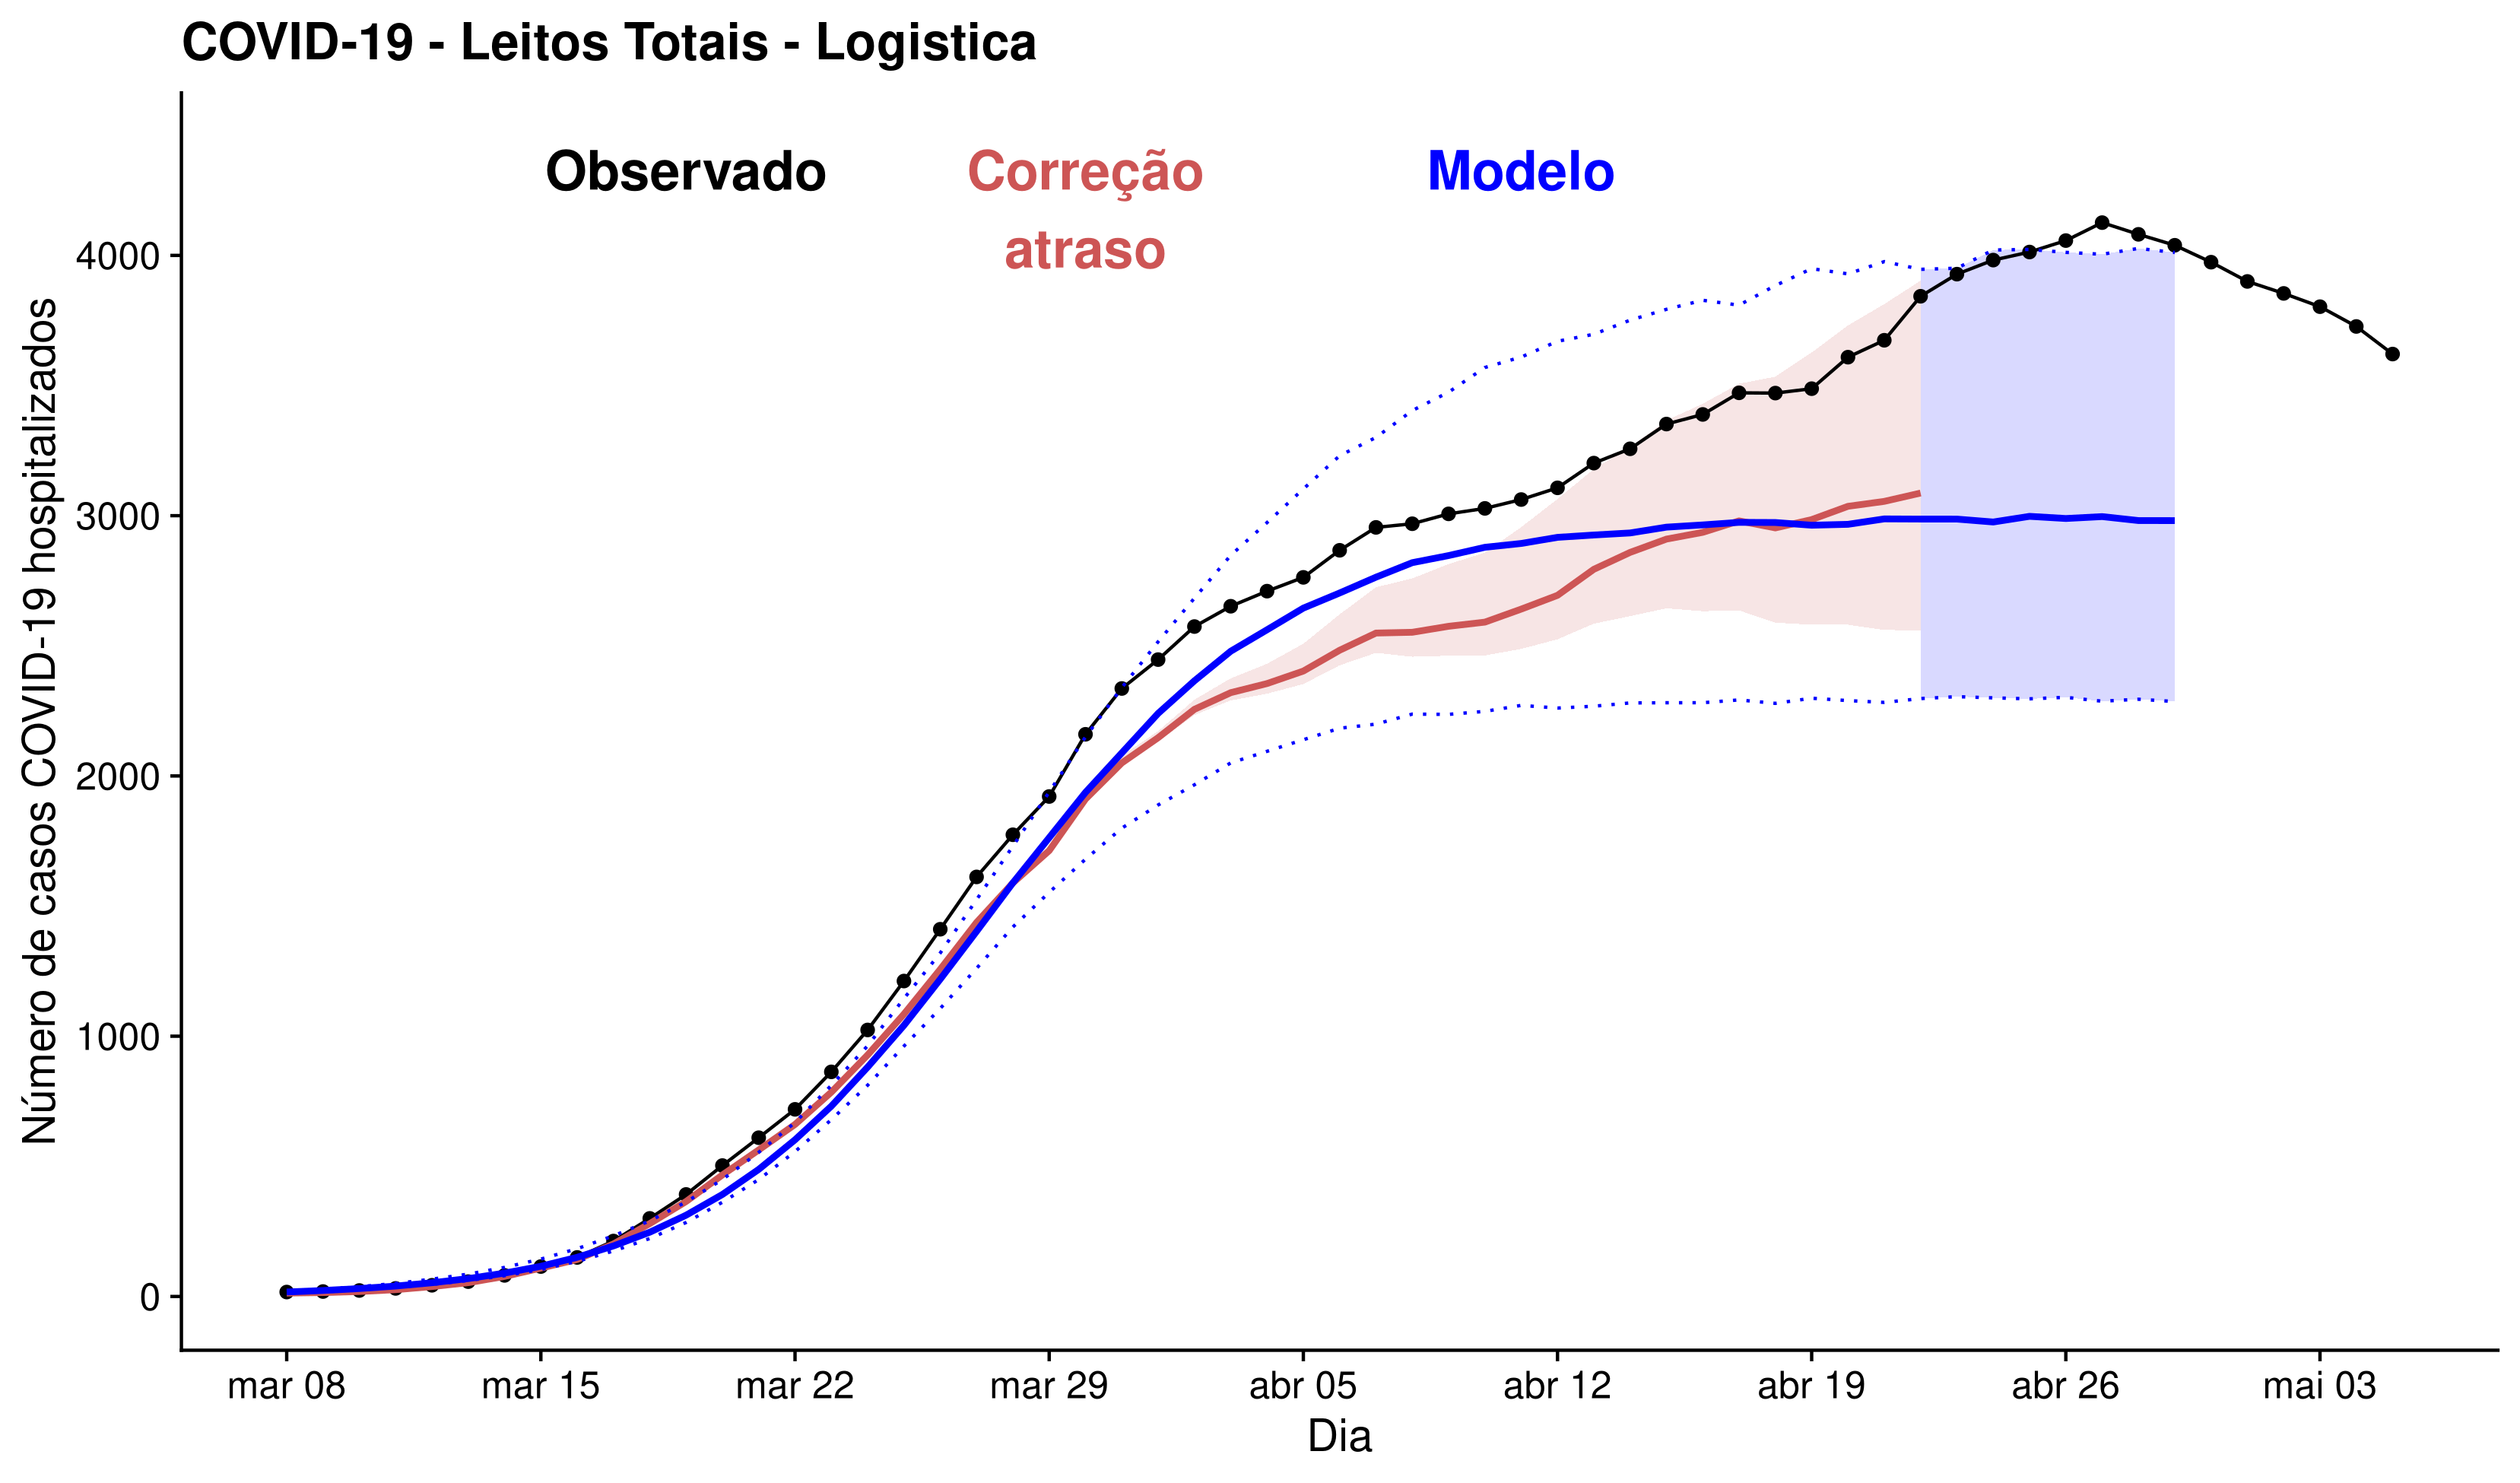 COVID-19 - Leitos Totais - Logistica
Observado
Correção
atraso
Modelo
Número de casos COVID-19 hospitalizados
4000
3000
2000
1000
0
mar 08
mar 15
mar 22
mar 29
abr 05
abr 12
abr 19
abr 26
mai 03
Dia